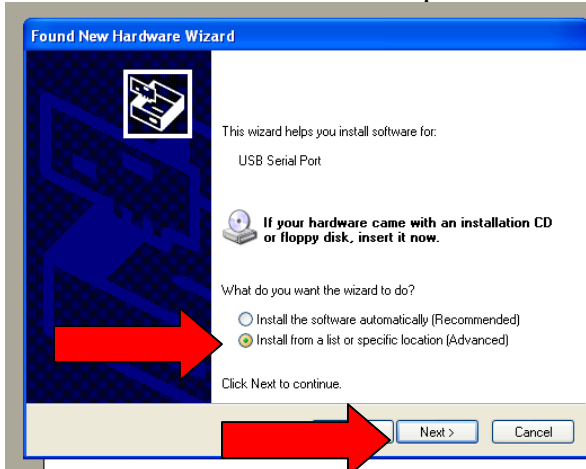 Found New Hardware Wizard
This wizard helps you install software for:
USB Serial Port
If your hardware came with an installation CD
or floppy disk, insert it now.
What do you want the wizard to do?
Install the software automatically (Recommended)
Install from a list or specific location (Advanced)
Click Next to continue.
Next > Cancel